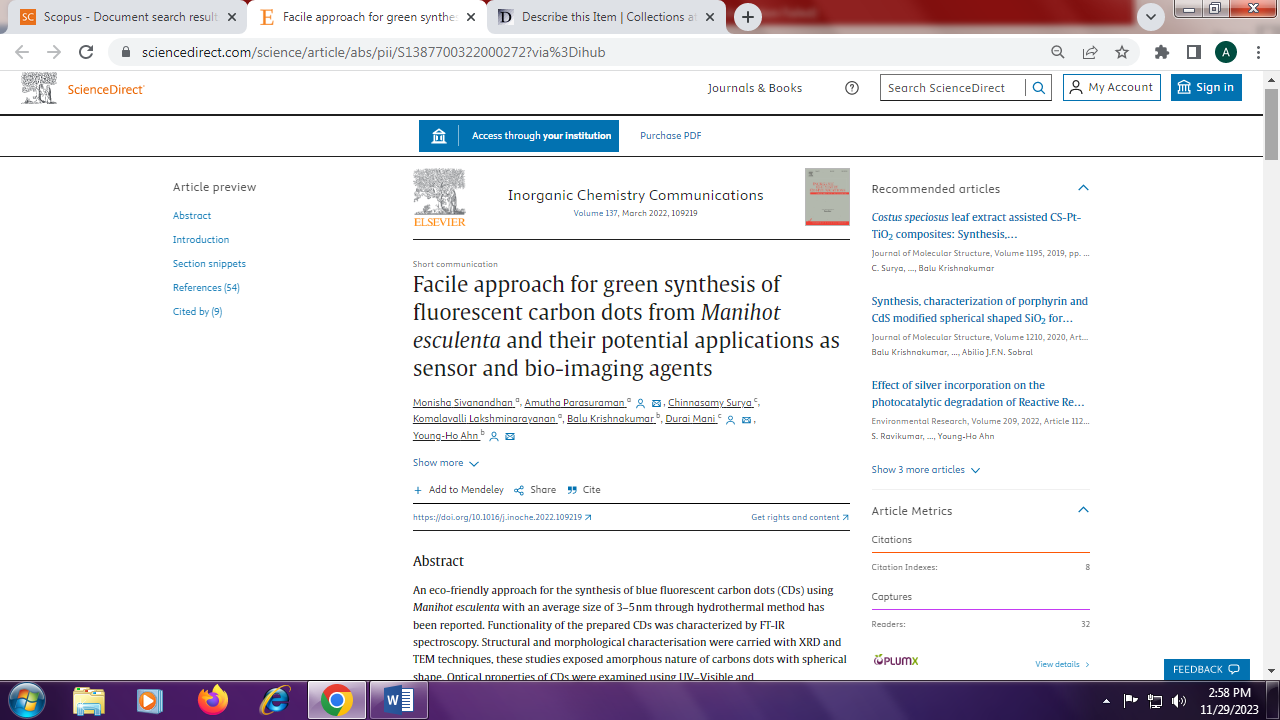 Scopus - Document search result
Facile approach for green synthes
Describe this Item | Collections at
sciencedirect.com/science/article/abs/pii/S1387700322000272?via%3Dihub
A
ScienceDirect
Journals & Books
Search ScienceDirect
My Account
Sign in
Access through your institution
Purchase PDF
Article preview
Abstract
Introduction
Section snippets
References (54)
Cited by (9)
ELSEVIER
Inorganic Chemistry Communications
Volume 137, March 2022, 109219
Short communication
Facile approach for green synthesis of
fluorescent carbon dots from Manihot
esculenta and their potential applications as
sensor and bio-imaging agents
Monisha Sivanandhan a, Amutha Parasuraman a, Chinnasamy Surya c,
Komalavalli Lakshminarayanan a, Balu Krishnakumar b, Durai Mani c,
Young-Ho Ahn b
Show more
Add to Mendeley Share Cite
https://doi.org/10.1016/j.inoche.2022.109219
Get rights and content
Abstract
An eco-friendly approach for the synthesis of blue fluorescent carbon dots (CDs) using
Manihot esculenta with an average size of 3–5 nm through hydrothermal method has
been reported. Functionality of the prepared CDs was characterized by FT-IR
spectroscopy. Structural and morphological characterisation were carried with XRD and
TEM techniques, these studies exposed amorphous nature of carbons dots with spherical
shape. Optical properties of CDs were examined using UV–Visible and
Recommended articles
Costus speciosus leaf extract assisted CS-Pt-
TiO2 composites: Synthesis,…
Journal of Molecular Structure, Volume 1195, 2019, pp. …
C. Surya, …, Balu Krishnakumar
Synthesis, characterization of porphyrin and
CdS modified spherical shaped SiO2 for…
Journal of Molecular Structure, Volume 1210, 2020, Art…
Balu Krishnakumar, …, Abilio J.F.N. Sobral
Effect of silver incorporation on the
photocatalytic degradation of Reactive Re…
Environmental Research, Volume 209, 2022, Article 112…
S. Ravikumar, …, Young-Ho Ahn
Show 3 more articles
Article Metrics
Citations
Citation Indexes: 8
Captures
Readers: 32
PLUMX
View details
FEEDBACK
2:58 PM
11/29/2023